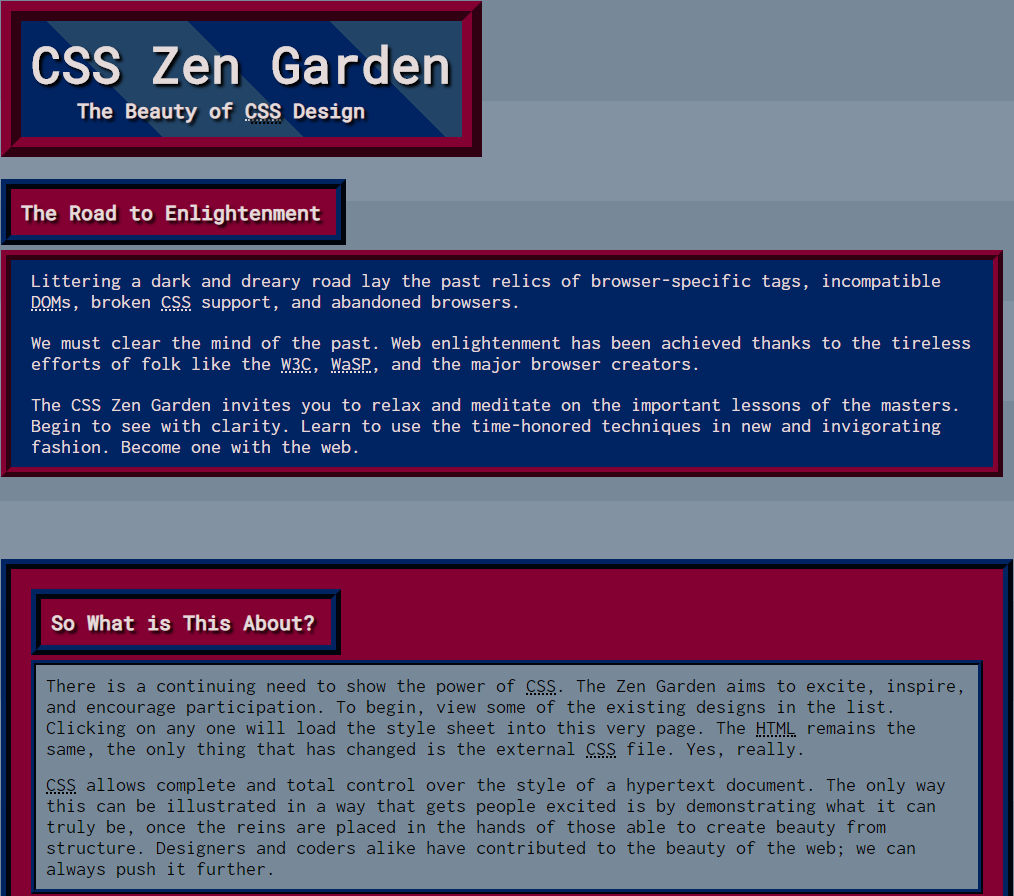 CSS Zen Garden
The Beauty of CSS Design
The Road to Enlightenment
Littering a dark and dreary road lay the past relics of browser-specific tags, incompatible
DOMs, broken CSS support, and abandoned browsers.
We must clear the mind of the past. Web enlightenment has been achieved thanks to the tireless
efforts of folk like the W3C, WaSP, and the major browser creators.
The CSS Zen Garden invites you to relax and meditate on the important lessons of the masters.
Begin to see with clarity. Learn to use the time-honored techniques in new and invigorating
fashion. Become one with the web.
So What is This About?
There is a continuing need to show the power of CSS. The Zen Garden aims to excite, inspire,
and encourage participation. To begin, view some of the existing designs in the list.
Clicking on any one will load the style sheet into this very page. The HTML remains the
same, the only thing that has changed is the external CSS file. Yes, really.
CSS allows complete and total control over the style of a hypertext document. The only way
this can be illustrated in a way that gets people excited is by demonstrating what it can
truly be, once the reins are placed in the hands of those able to create beauty from
structure. Designers and coders alike have contributed to the beauty of the web; we can
always push it further.